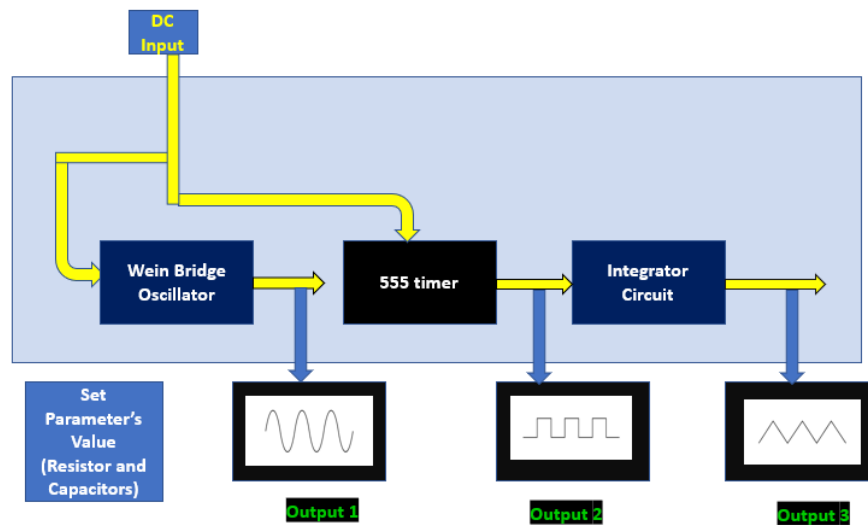 DC
Input
Wein Bridge
Oscillator
555 timer
Integrator
Circuit
Set
Parameter's
Value
(Resistor and
Capacitors)
Output 1
Output 2
Output 3